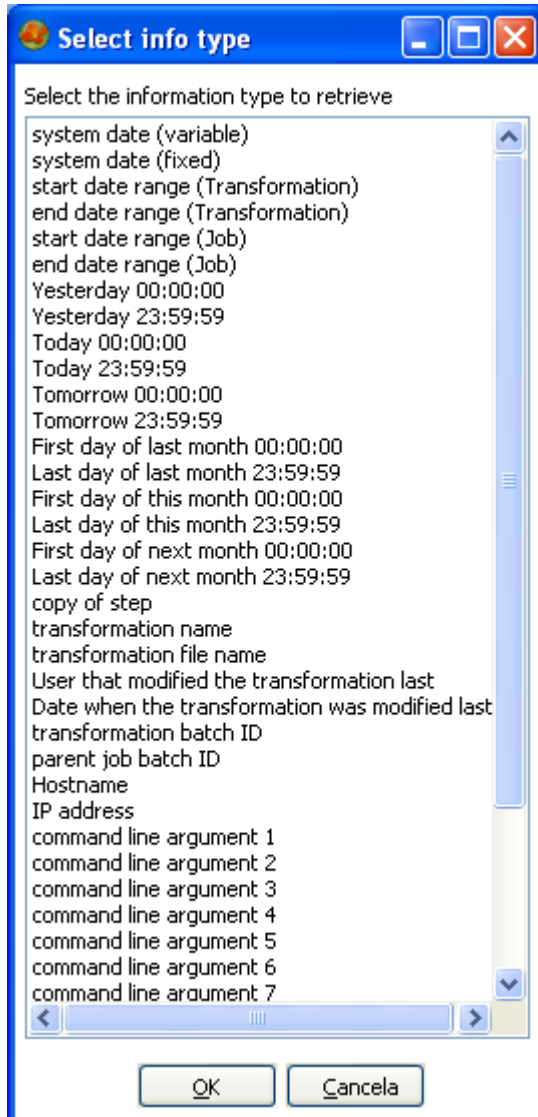 Select info type
Select the information type to retrieve
system date (variable)
system date (fixed)
start date range (Transformation)
end date range (Transformation)
start date range (Job)
end date range (Job)
Yesterday 00:00:00
Yesterday 23:59:59
Today 00:00:00
Today 23:59:59
Tomorrow 00:00:00
Tomorrow 23:59:59
First day of last month 00:00:00
Last day of last month 23:59:59
First day of this month 00:00:00
Last day of this month 23:59:59
First day of next month 00:00:00
Last day of next month 23:59:59
copy of step
transformation name
transformation file name
User that modified the transformation last
Date when the transformation was modified last
transformation batch ID
parent job batch ID
Hostname
IP address
command line argument 1
command line argument 2
command line argument 3
command line argument 4
command line argument 5
command line argument 6
command line argument 7
OK Cancela